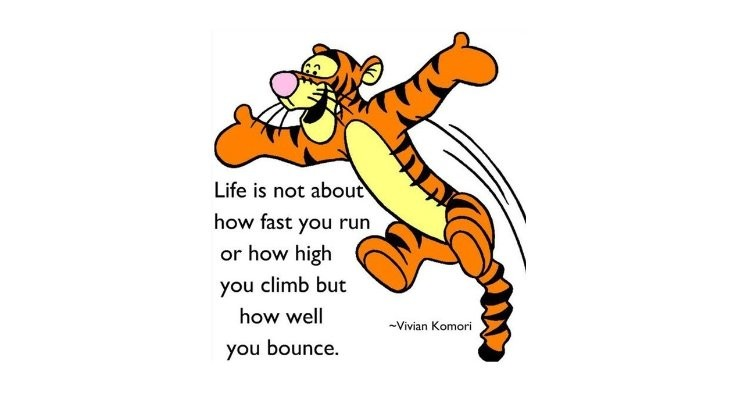 Life is not about
how fast you run
or how high
you climb but
how well
you bounce.
~Vivian Komori